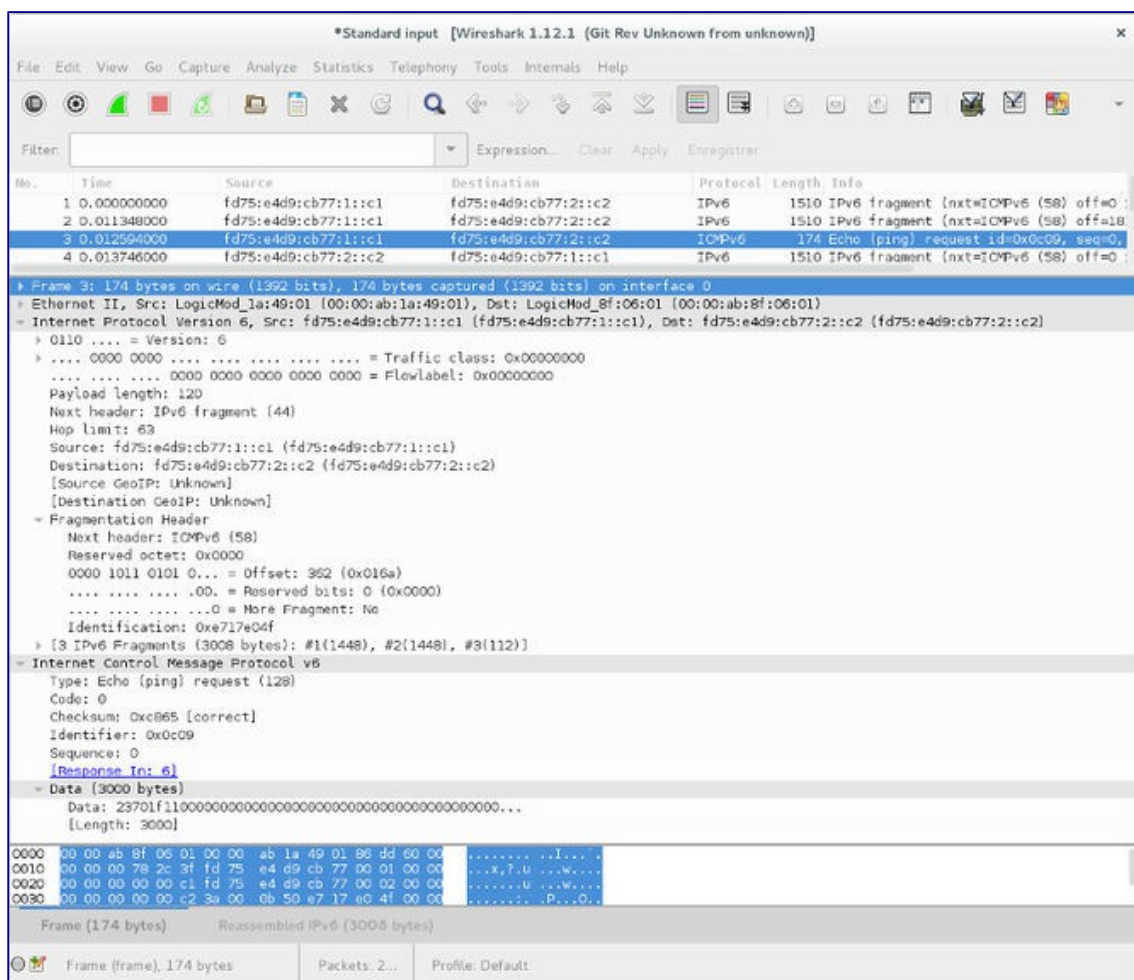 *Standard input [Wireshark 1.12.1 (Git Rev Unknown from unknown)]
File Edit View Go Capture Analyze Statistics Telephony Tools Internals Help
Filter: Expression... Clear Apply Enregistrer
No. Time Source Destination Protocol Length Info
1 0.000000000 fd75:e4d9:cb77:1::c1 fd75:e4d9:cb77:2::c2 IPv6 1510 IPv6 fragment (nxt=ICMPv6 (58) off=0
2 0.011348000 fd75:e4d9:cb77:1::c1 fd75:e4d9:cb77:2::c2 IPv6 1510 IPv6 fragment (nxt=ICMPv6 (58) off=18
3 0.012594000 fd75:e4d9:cb77:1::c1 fd75:e4d9:cb77:2::c2 ICMPv6 174 Echo (ping) request id=0x0c09, seq=0,
4 0.013746000 fd75:e4d9:cb77:2::c2 fd75:e4d9:cb77:1::c1 IPv6 1510 IPv6 fragment (nxt=ICMPv6 (58) off=0
Frame 3: 174 bytes on wire (1392 bits), 174 bytes captured (1392 bits) on interface 0
Ethernet II, Src: LogicMod_1a:49:01 (00:00:ab:1a:49:01), Dst: LogicMod_8f:06:01 (00:00:ab:8f:06:01)
Internet Protocol Version 6, Src: fd75:e4d9:cb77:1::c1 (fd75:e4d9:cb77:1::c1), Dst: fd75:e4d9:cb77:2::c2 (fd75:e4d9:cb77:2::c2)
0110 .... = Version: 6
.... 0000 0000 .... .... .... .... .... = Traffic class: 0x00000000
.... .... .... 0000 0000 0000 0000 0000 = Flowlabel: 0x00000000
Payload length: 120
Next header: IPv6 fragment (44)
Hop limit: 63
Source: fd75:e4d9:cb77:1::c1 (fd75:e4d9:cb77:1::c1)
Destination: fd75:e4d9:cb77:2::c2 (fd75:e4d9:cb77:2::c2)
[Source GeoIP: Unknown]
[Destination GeoIP: Unknown]
Fragmentation Header
Next header: ICMPv6 (58)
Reserved octet: 0x0000
0000 1011 0101 0... = Offset: 362 (0x016a)
.... .... .... .00. = Reserved bits: 0 (0x0000)
.... .... .... ...0 = More Fragment: No
Identification: 0xe717e04f
[3 IPv6 Fragments (3008 bytes): #1(1448), #2(1448), #3(112)]
Internet Control Message Protocol v6
Type: Echo (ping) request (128)
Code: 0
Checksum: 0xc865 [correct]
Identifier: 0x0c09
Sequence: 0
[Response In: 6]
Data (3000 bytes)
Data: 23701f110000000000000000000000000000000000000000...
[Length: 3000]
0000 00 00 ab 8f 06 01 00 00 ab 1a 49 01 86 dd 60 00 ........ ..I...`.
0010 00 00 00 78 2c 3f fd 75 e4 d9 cb 77 00 01 00 00 ...x,?.u ...w....
0020 00 00 00 00 00 c1 fd 75 e4 d9 cb 77 00 02 00 00 .......u ...w....
0030 00 00 00 00 00 c2 3a 00 0b 50 e7 17 e0 4f 00 00 ......:. .P...O..
Frame (174 bytes) Reassembled IPv6 (3008 bytes)
Frame (frame), 174 bytes Packets: 2... Profile: Default